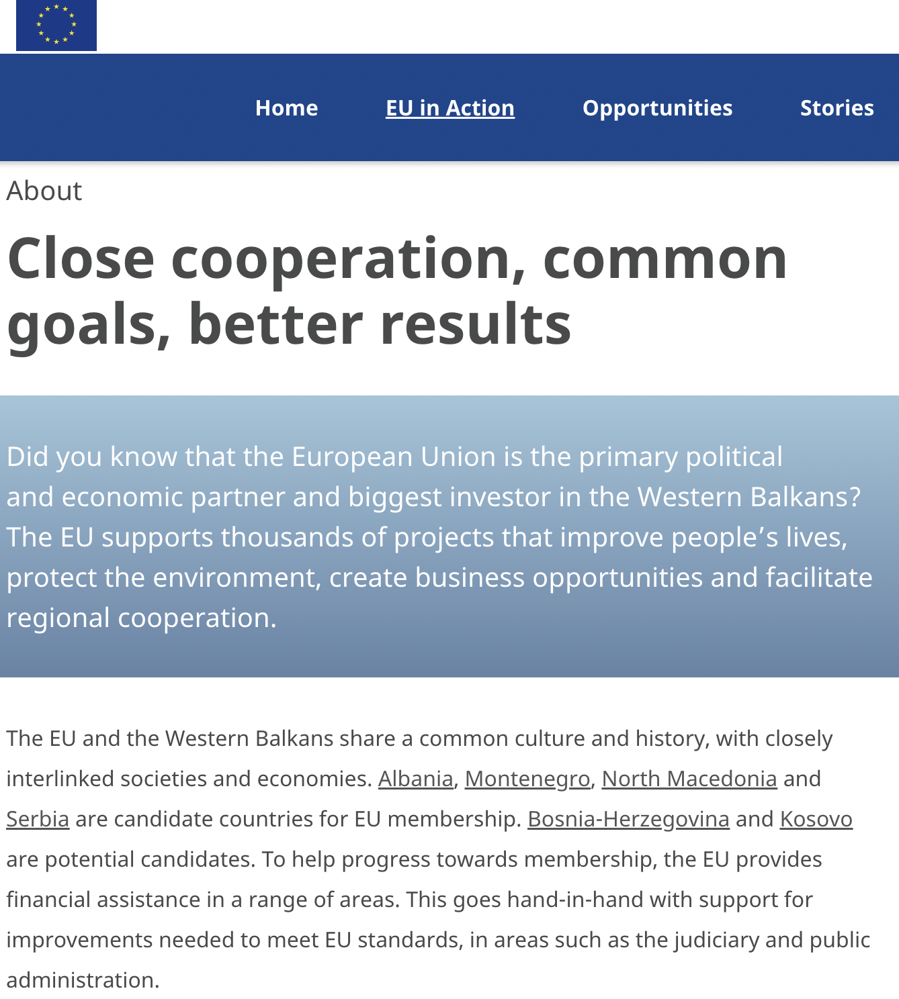 Home EU in Action Opportunities Stories
About
Close cooperation, common
goals, better results
Did you know that the European Union is the primary political
and economic partner and biggest investor in the Western Balkans?
The EU supports thousands of projects that improve people’s lives,
protect the environment, create business opportunities and facilitate
regional cooperation.
The EU and the Western Balkans share a common culture and history, with closely
interlinked societies and economies. Albania, Montenegro, North Macedonia and
Serbia are candidate countries for EU membership. Bosnia-Herzegovina and Kosovo
are potential candidates. To help progress towards membership, the EU provides
financial assistance in a range of areas. This goes hand-in-hand with support for
improvements needed to meet EU standards, in areas such as the judiciary and public
administration.